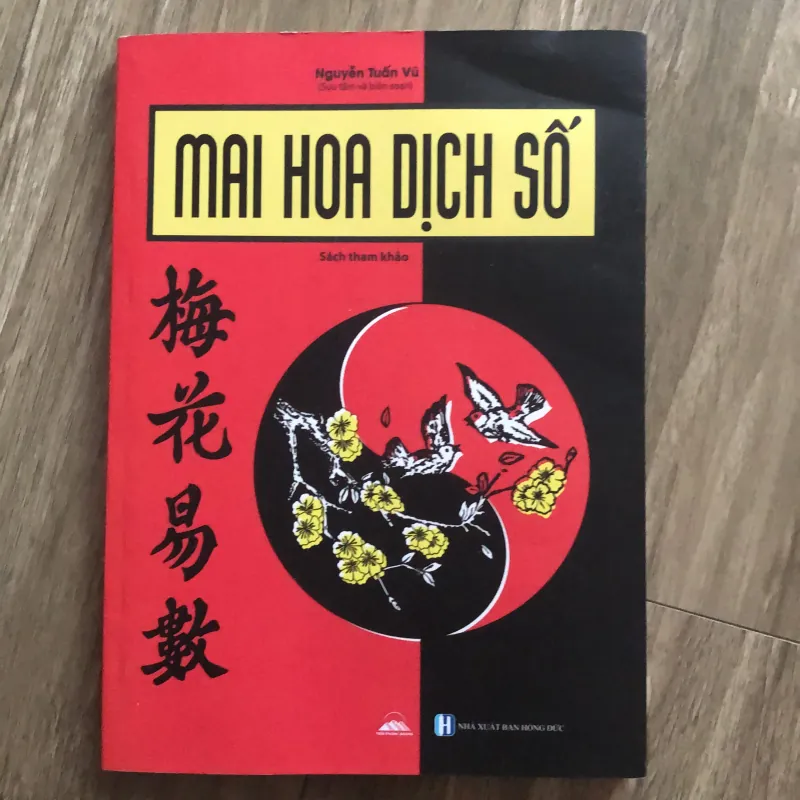 Nguyễn Tuấn Vũ
(Sưu tầm và biên soạn)
MAI HOA DỊCH SỐ
Sách tham khảo
梅
花
易
數
H NHÀ XUẤT BẢN HỒNG ĐỨC